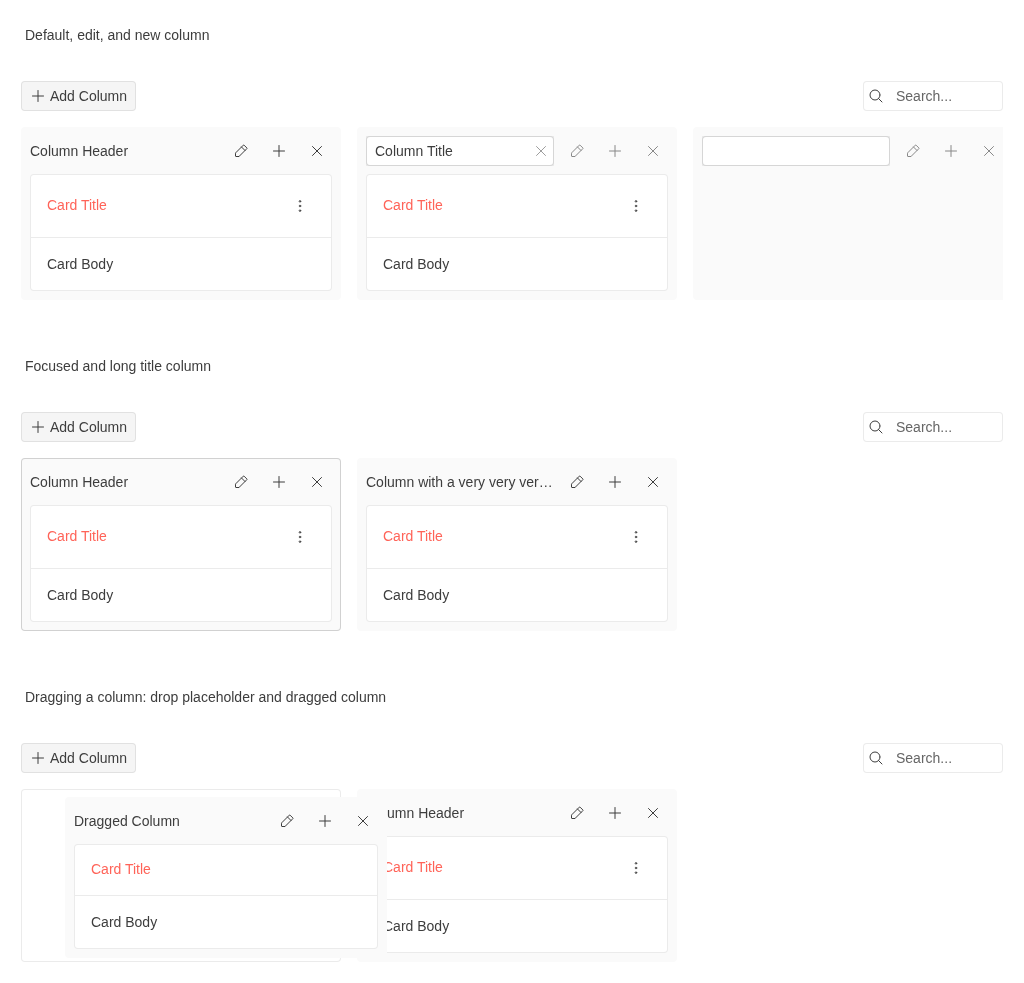 Default, edit, and new column
Add Column
Search...
Column Header
Column Title
Card Title
Card Title
Card Body
Card Body
Focused and long title column
Add Column
Search...
Column Header
Column with a very very ver…
Card Title
Card Title
Card Body
Card Body
Dragging a column: drop placeholder and dragged column
Add Column
Search...
Dragged Column
umn Header
Card Title
Card Title
Card Body
Card Body